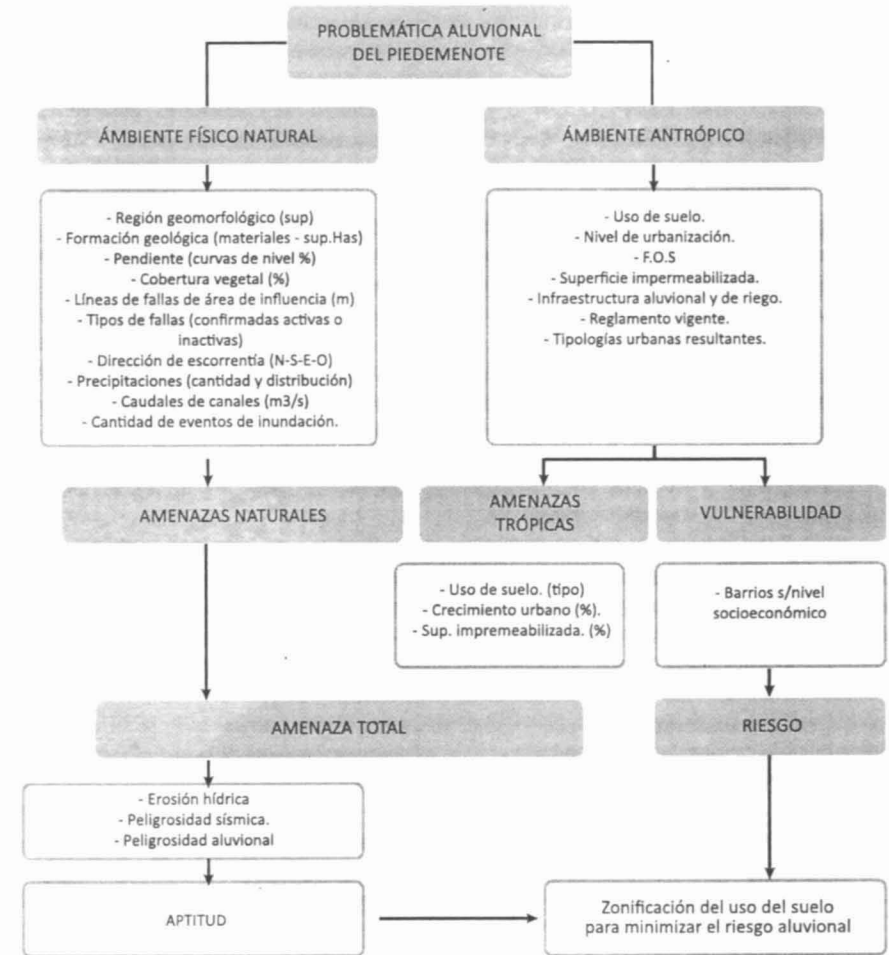 PROBLEMÁTICA ALUVIONAL
DEL PIEDEMENOTE
ÁMBIENTE FÍSICO NATURAL
- Región geomorfológico (sup)
- Formación geológica (materiales - sup.Has)
- Pendiente (curvas de nivel %)
- Cobertura vegetal (%)
- Líneas de fallas de área de influencia (m)
- Tipos de fallas (confirmadas activas o
inactivas)
- Dirección de escorrentía (N-S-E-O)
- Precipitaciones (cantidad y distribución)
- Caudales de canales (m3/s)
- Cantidad de eventos de inundación.
ÁMBIENTE ANTRÓPICO
- Uso de suelo.
- Nivel de urbanización.
- F.O.S
- Superficie impermeabilizada.
- Infraestructura aluvional y de riego.
- Reglamento vigente.
- Tipologías urbanas resultantes.
AMENAZAS NATURALES
AMENAZAS
TRÓPICAS
VULNERABILIDAD
- Uso de suelo. (tipo)
- Crecimiento urbano (%).
- Sup. impremeabilizada. (%)
- Barrios s/nivel
socioeconómico
AMENAZA TOTAL
RIESGO
- Erosión hídrica
- Peligrosidad sísmica.
- Peligrosidad aluvional
APTITUD
Zonificación del uso del suelo
para minimizar el riesgo aluvional